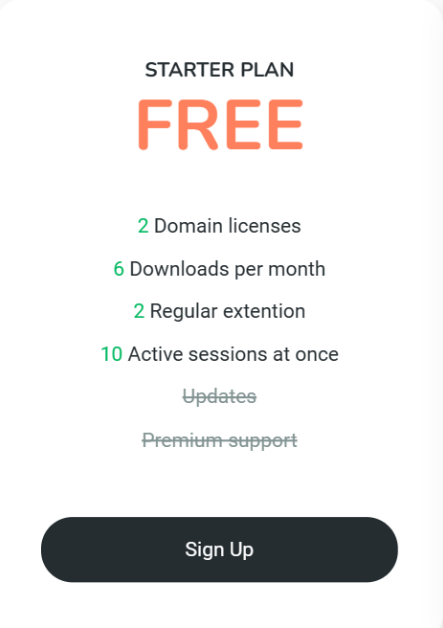 STARTER PLAN
FREE
2 Domain licenses
6 Downloads per month
2 Regular extention
10 Active sessions at once
Updates
Premium support
Sign Up